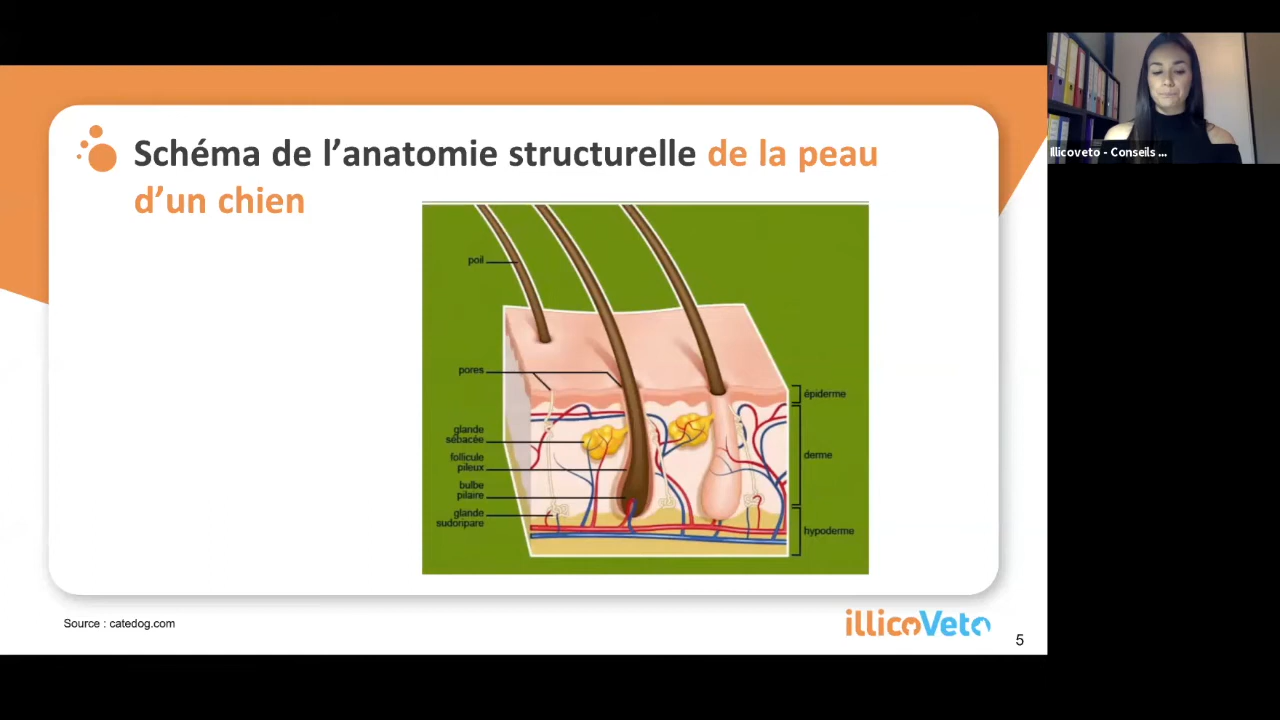 Schéma de l’anatomie structurelle de la peau
d’un chien
poil
pores
glande
sébacée
follicule
pileux
bulbe
pilaire
glande
sudoripare
épiderme
derme
hypoderme
Source : catedog.com
illicoVeto
5
Illicoveto - Conseils ...